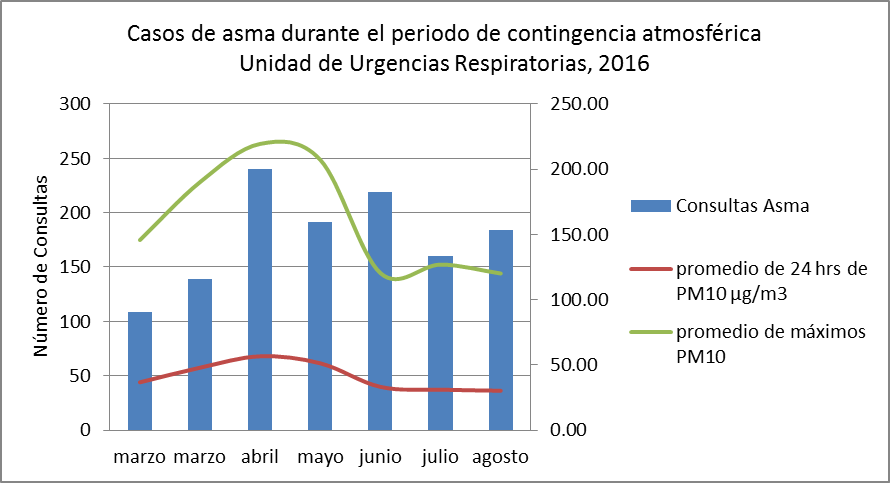 Casos de asma durante el periodo de contingencia atmosférica
Unidad de Urgencias Respiratorias, 2016
Número de Consultas
300
250
200
150
100
50
0
250.00
200.00
150.00
100.00
50.00
0.00
marzo marzo abril mayo junio julio agosto
Consultas Asma
promedio de 24 hrs de
PM10 µg/m3
promedio de máximos
PM10